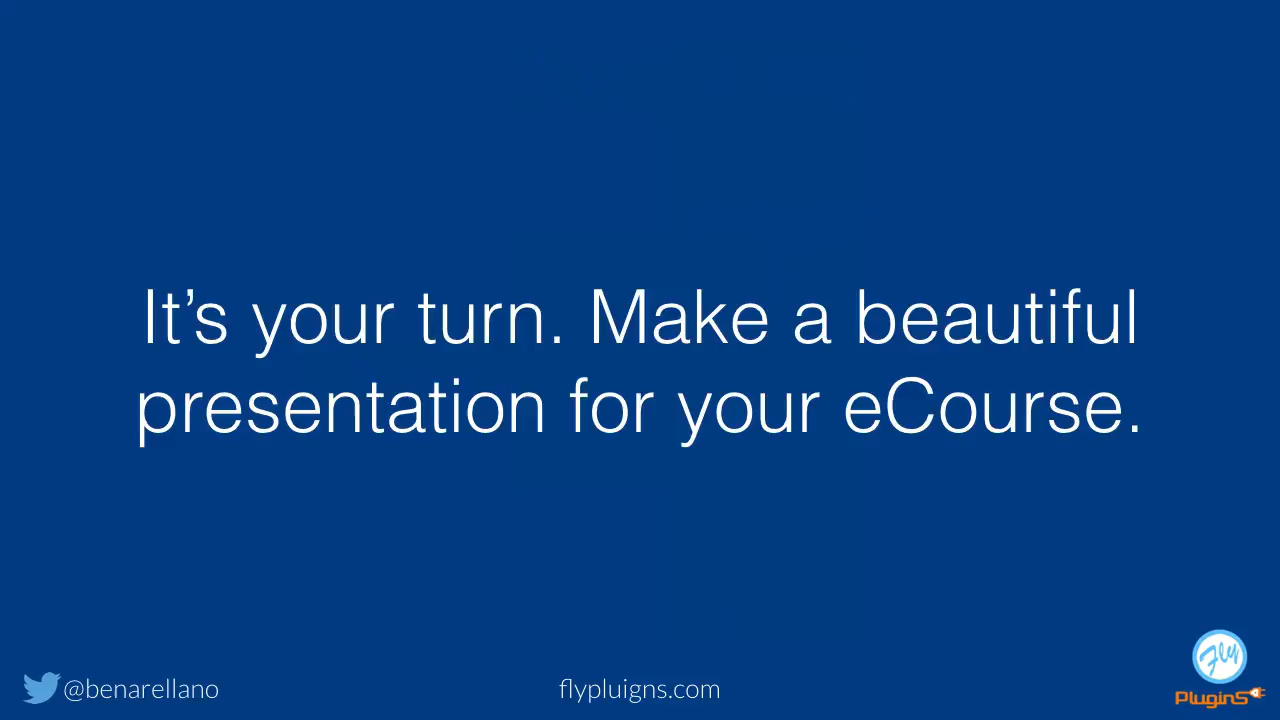 It’s your turn. Make a beautiful
presentation for your eCourse.
@benarellano
flypluigns.com
Fly
PluginS